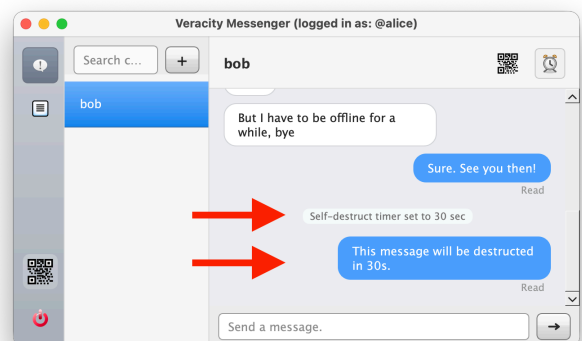 Veracity Messenger (logged in as: @alice)
Search c...
+
bob
bob
But I have to be offline for a
while, bye
Sure. See you then!
Read
Self-destruct timer set to 30 sec
This message will be destructed
in 30s.
Read
Send a message.